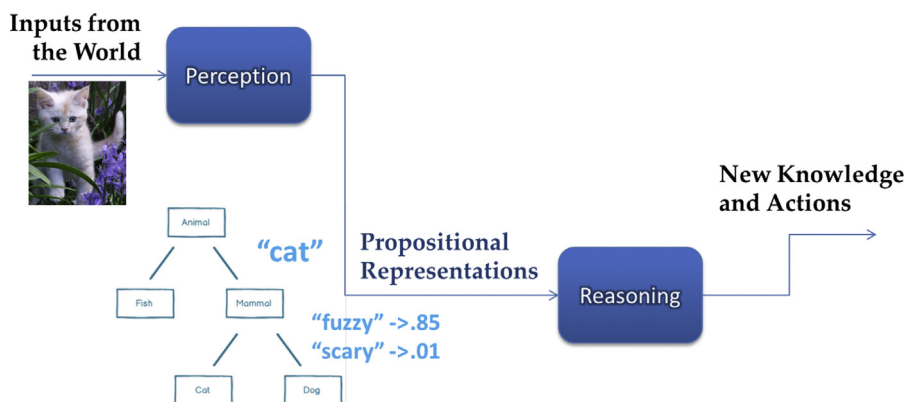 Inputs from
the World
Perception
New Knowledge
and Actions
Animal
“cat”
Propositional
Representations
Reasoning
Fish
Mammal
“fuzzy” ->.85
“scary” ->.01
Cat
Dog